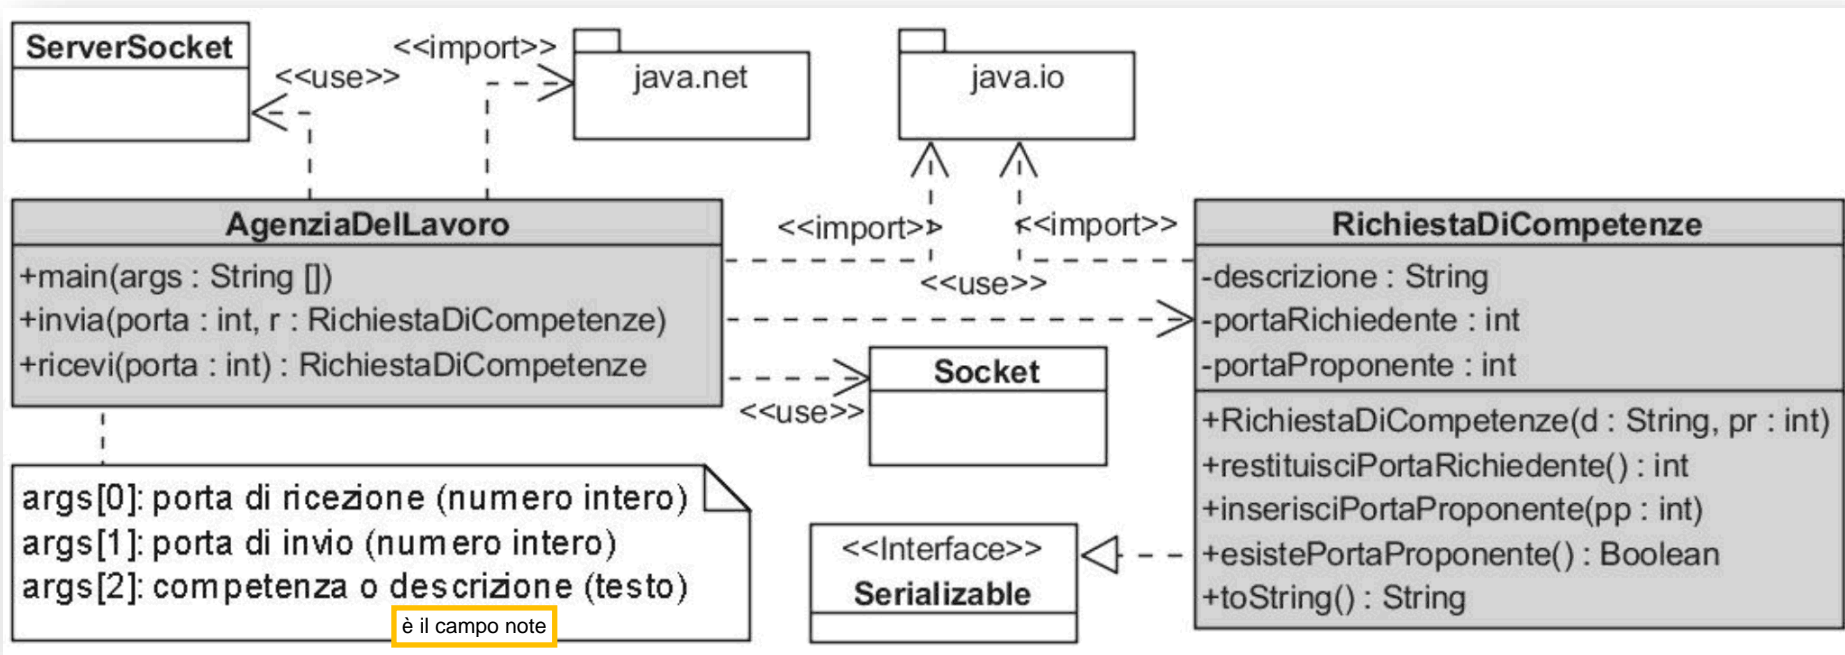 ServerSocket
<<use>>
<<import>>
java.net
java.io
AgenziaDelLavoro
+main(args : String [])
+invia(porta : int, r : RichiestaDiCompetenze)
+ricevi(porta : int) : RichiestaDiCompetenze
<<import>>
<<import>>
<<use>>
RichiestaDiCompetenze
-descrizione : String
-portaRichiedente : int
-portaProponente : int
+RichiestaDiCompetenze(d : String, pr : int)
+restituisciPortaRichiedente() : int
+inserisciPortaProponente(pp : int)
+esistePortaProponente() : Boolean
+toString() : String
Socket
<<use>>
args[0]: porta di ricezione (numero intero)
args[1]: porta di invio (numero intero)
args[2]: competenza o descrizione (testo)
è il campo note
<<Interface>>
Serializable